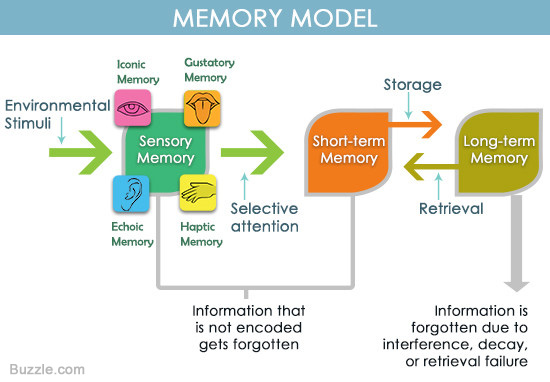 MEMORY MODEL
Iconic
Memory
Gustatory
Memory
Environmental
Stimuli
Sensory
Memory
Echoic
Memory
Haptic
Memory
Selective
attention
Short-term
Memory
Storage
Long-term
Memory
Retrieval
Information that
is not encoded
gets forgotten
Information is
forgotten due to
interference, decay,
or retrieval failure
Buzzle.com